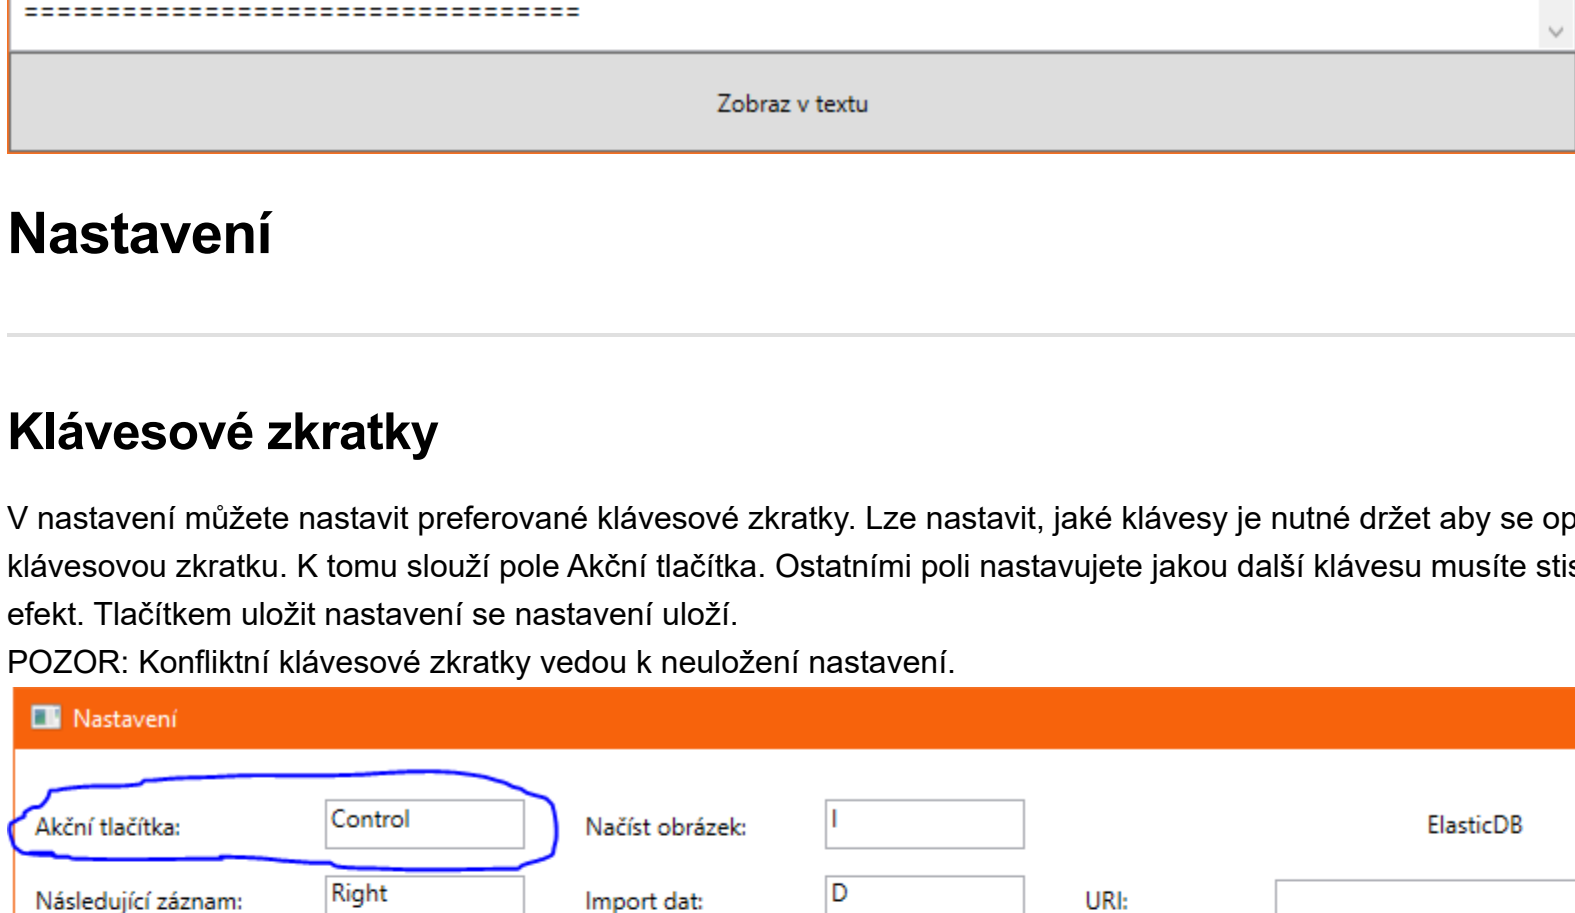 ==================================
Zobraz v textu
Nastavení
Klávesové zkratky
V nastavení můžete nastavit preferované klávesové zkratky. Lze nastavit, jaké klávesy je nutné držet aby se op
klávesovou zkratku. K tomu slouží pole Akční tlačítka. Ostatními poli nastavujete jakou další klávesu musíte stis
efekt. Tlačítkem uložit nastavení se nastavení uloží.
POZOR: Konfliktní klávesové zkratky vedou k neuložení nastavení.
Nastavení
Akční tlačítka: Control Načíst obrázek: I ElasticDB
Následující záznam: Right Import dat: D URI: